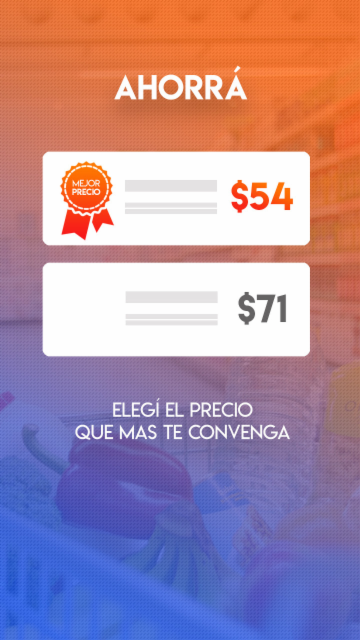 AHORRÁ
MEJOR
PRECIO
$54
$71
ELEGÍ EL PRECIO
QUE MAS TE CONVENGA